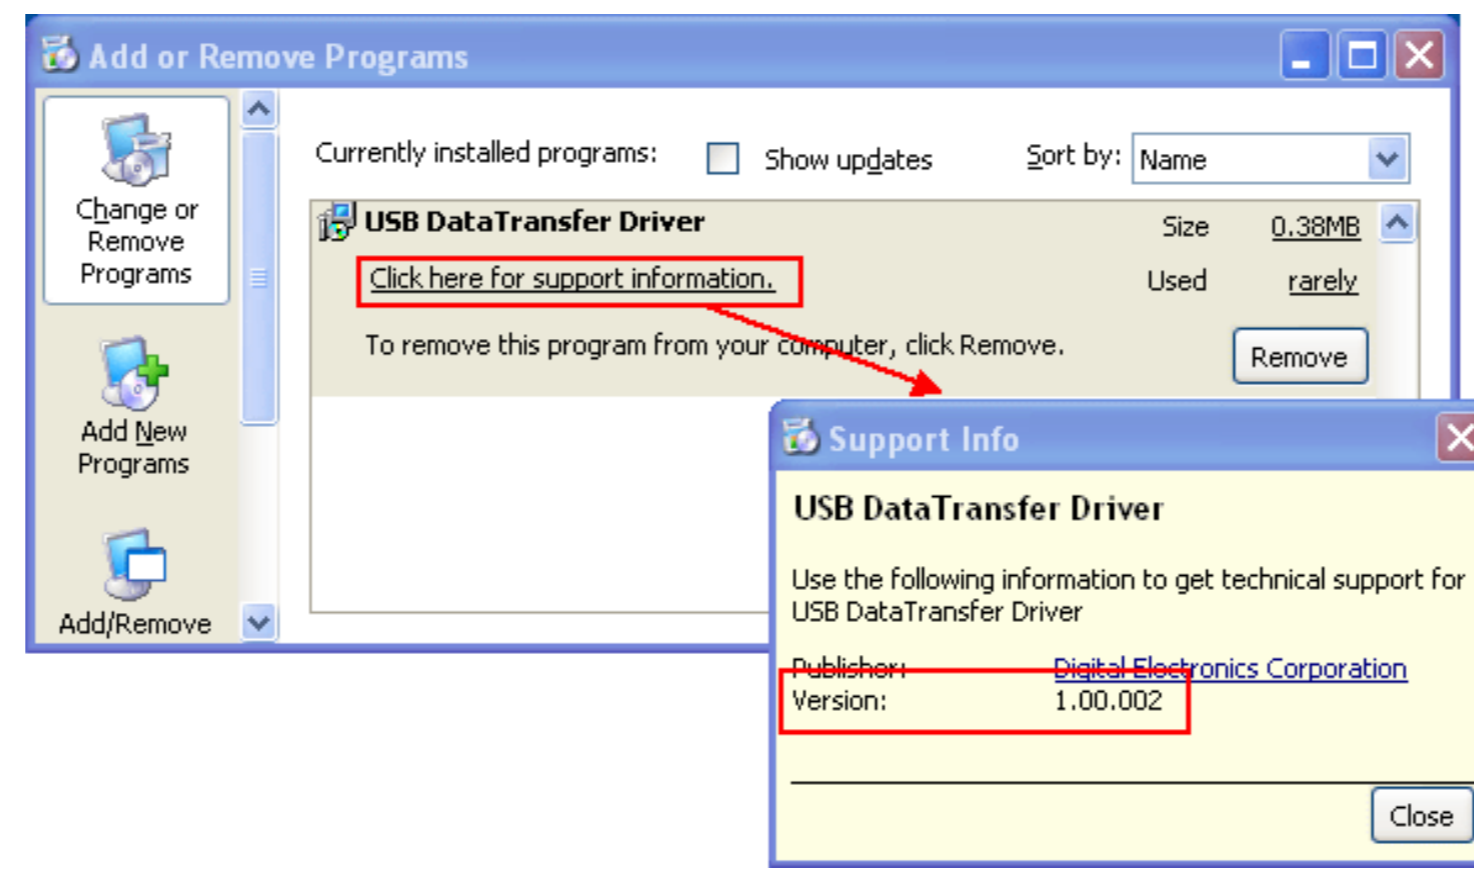 Add or Remove Programs
Change or
Remove
Programs
Add New
Programs
Add/Remove
Currently installed programs:
Show updates
Sort by:
Name
USB DataTransfer Driver
Size
0.38MB
Click here for support information.
Used
rarely
To remove this program from your computer, click Remove.
Remove
Support Info
USB DataTransfer Driver
Use the following information to get technical support for
USB DataTransfer Driver
Publisher:
Digital Electronics Corporation
Version:
1.00.002
Close